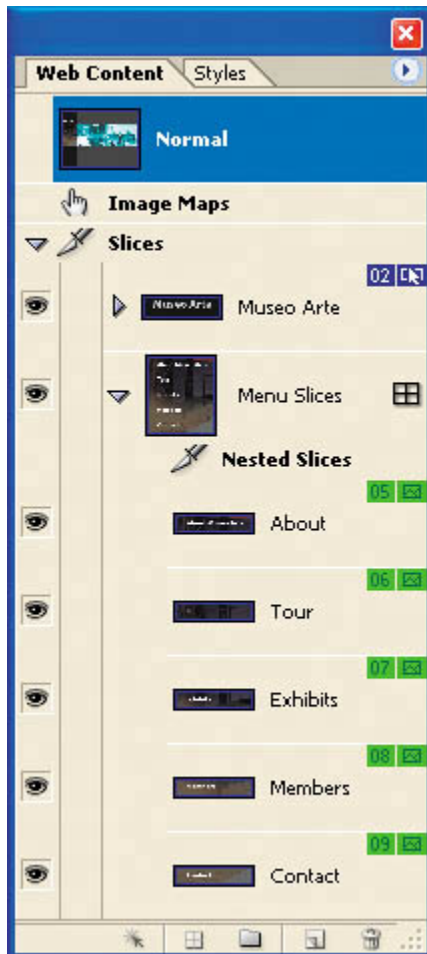 Web Content Styles
Normal
Image Maps
Slices
02
Museo Arte
Museo Arte
Menu Slices
Nested Slices
05
About
06
Tour
07
Exhibits
08
Members
09
Contact